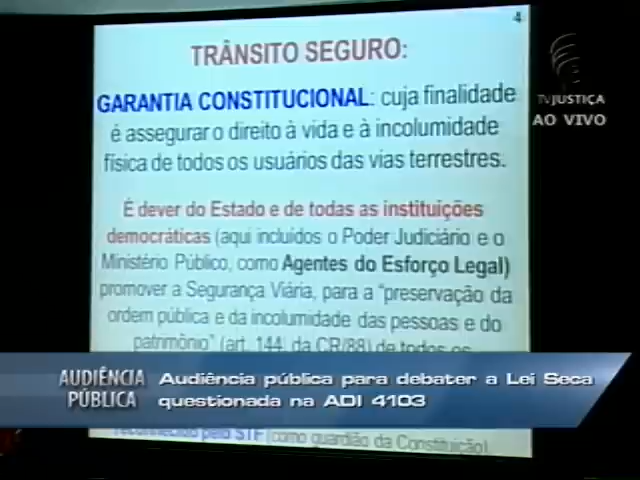 4
TRÂNSITO SEGURO:
GARANTIA CONSTITUCIONAL: cuja finalidade
é assegurar o direito à vida e à incolumidade
física de todos os usuários das vias terrestres.
É dever do Estado e de todas as instituições
democráticas (aqui incluídos o Poder Judiciário e o
Ministério Público, como Agentes do Esforço Legal)
promover a Segurança Viária, para a “preservação da
ordem pública e da incolumidade das pessoas e do
patrimônio” (art. 144, da CR/88) de todos os
reconhecido pelo STF (como guardião da Constituição).
TV JUSTIÇA
AO VIVO
AUDIÊNCIA
PÚBLICA
Audiência pública para debater a Lei Seca
questionada na ADI 4103